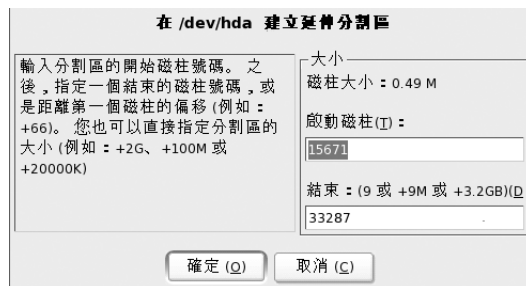 在 /dev/hda 建立延伸分割區
輸入分割區的開始磁柱號碼。 之
後，指定一個結束的磁柱號碼，或
是距離第一個磁柱的偏移 (例如：
+66)。 您也可以直接指定分割區的
大小 (例如：+2G、+100M 或
+20000K)
大小
磁柱大小：0.49 M
啟動磁柱(T)：
15671
結束：(9 或 +9M 或 +3.2GB)(D
33287
確定 (O)
取消 (C)